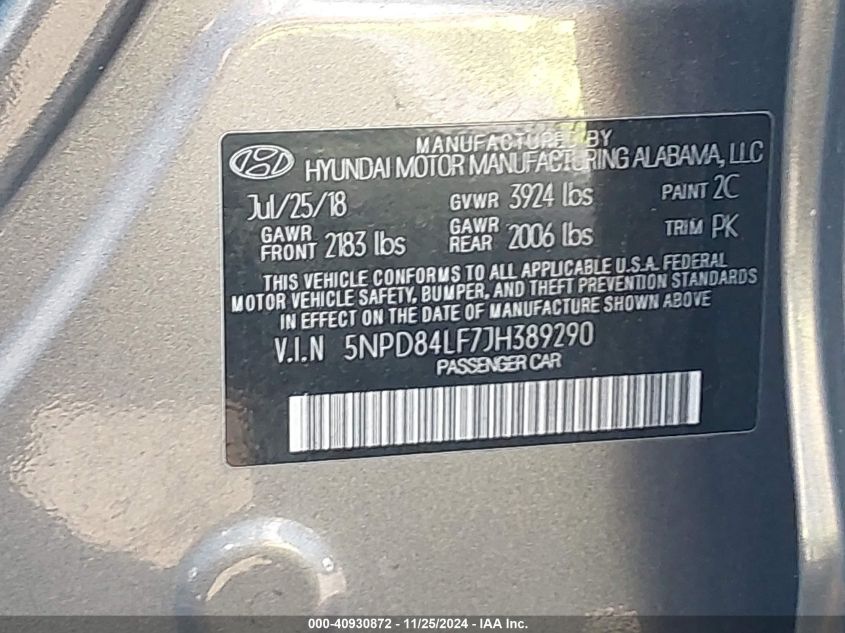 MANUFACTURED BY
HYUNDAI MOTOR MANUFACTURING ALABAMA, LLC
Jul/25/18 GVWR 3924 lbs PAINT 2C
GAWR FRONT 2183 lbs GAWR REAR 2006 lbs TRIM PK
THIS VEHICLE CONFORMS TO ALL APPLICABLE U.S.A. FEDERAL
MOTOR VEHICLE SAFETY, BUMPER, AND THEFT PREVENTION STANDARDS
IN EFFECT ON THE DATE OF MANUFACTURE SHOWN ABOVE
V.I.N 5NPD84LF7JH389290
PASSENGER CAR
000-40930872 - 11/25/2024 - IAA Inc.